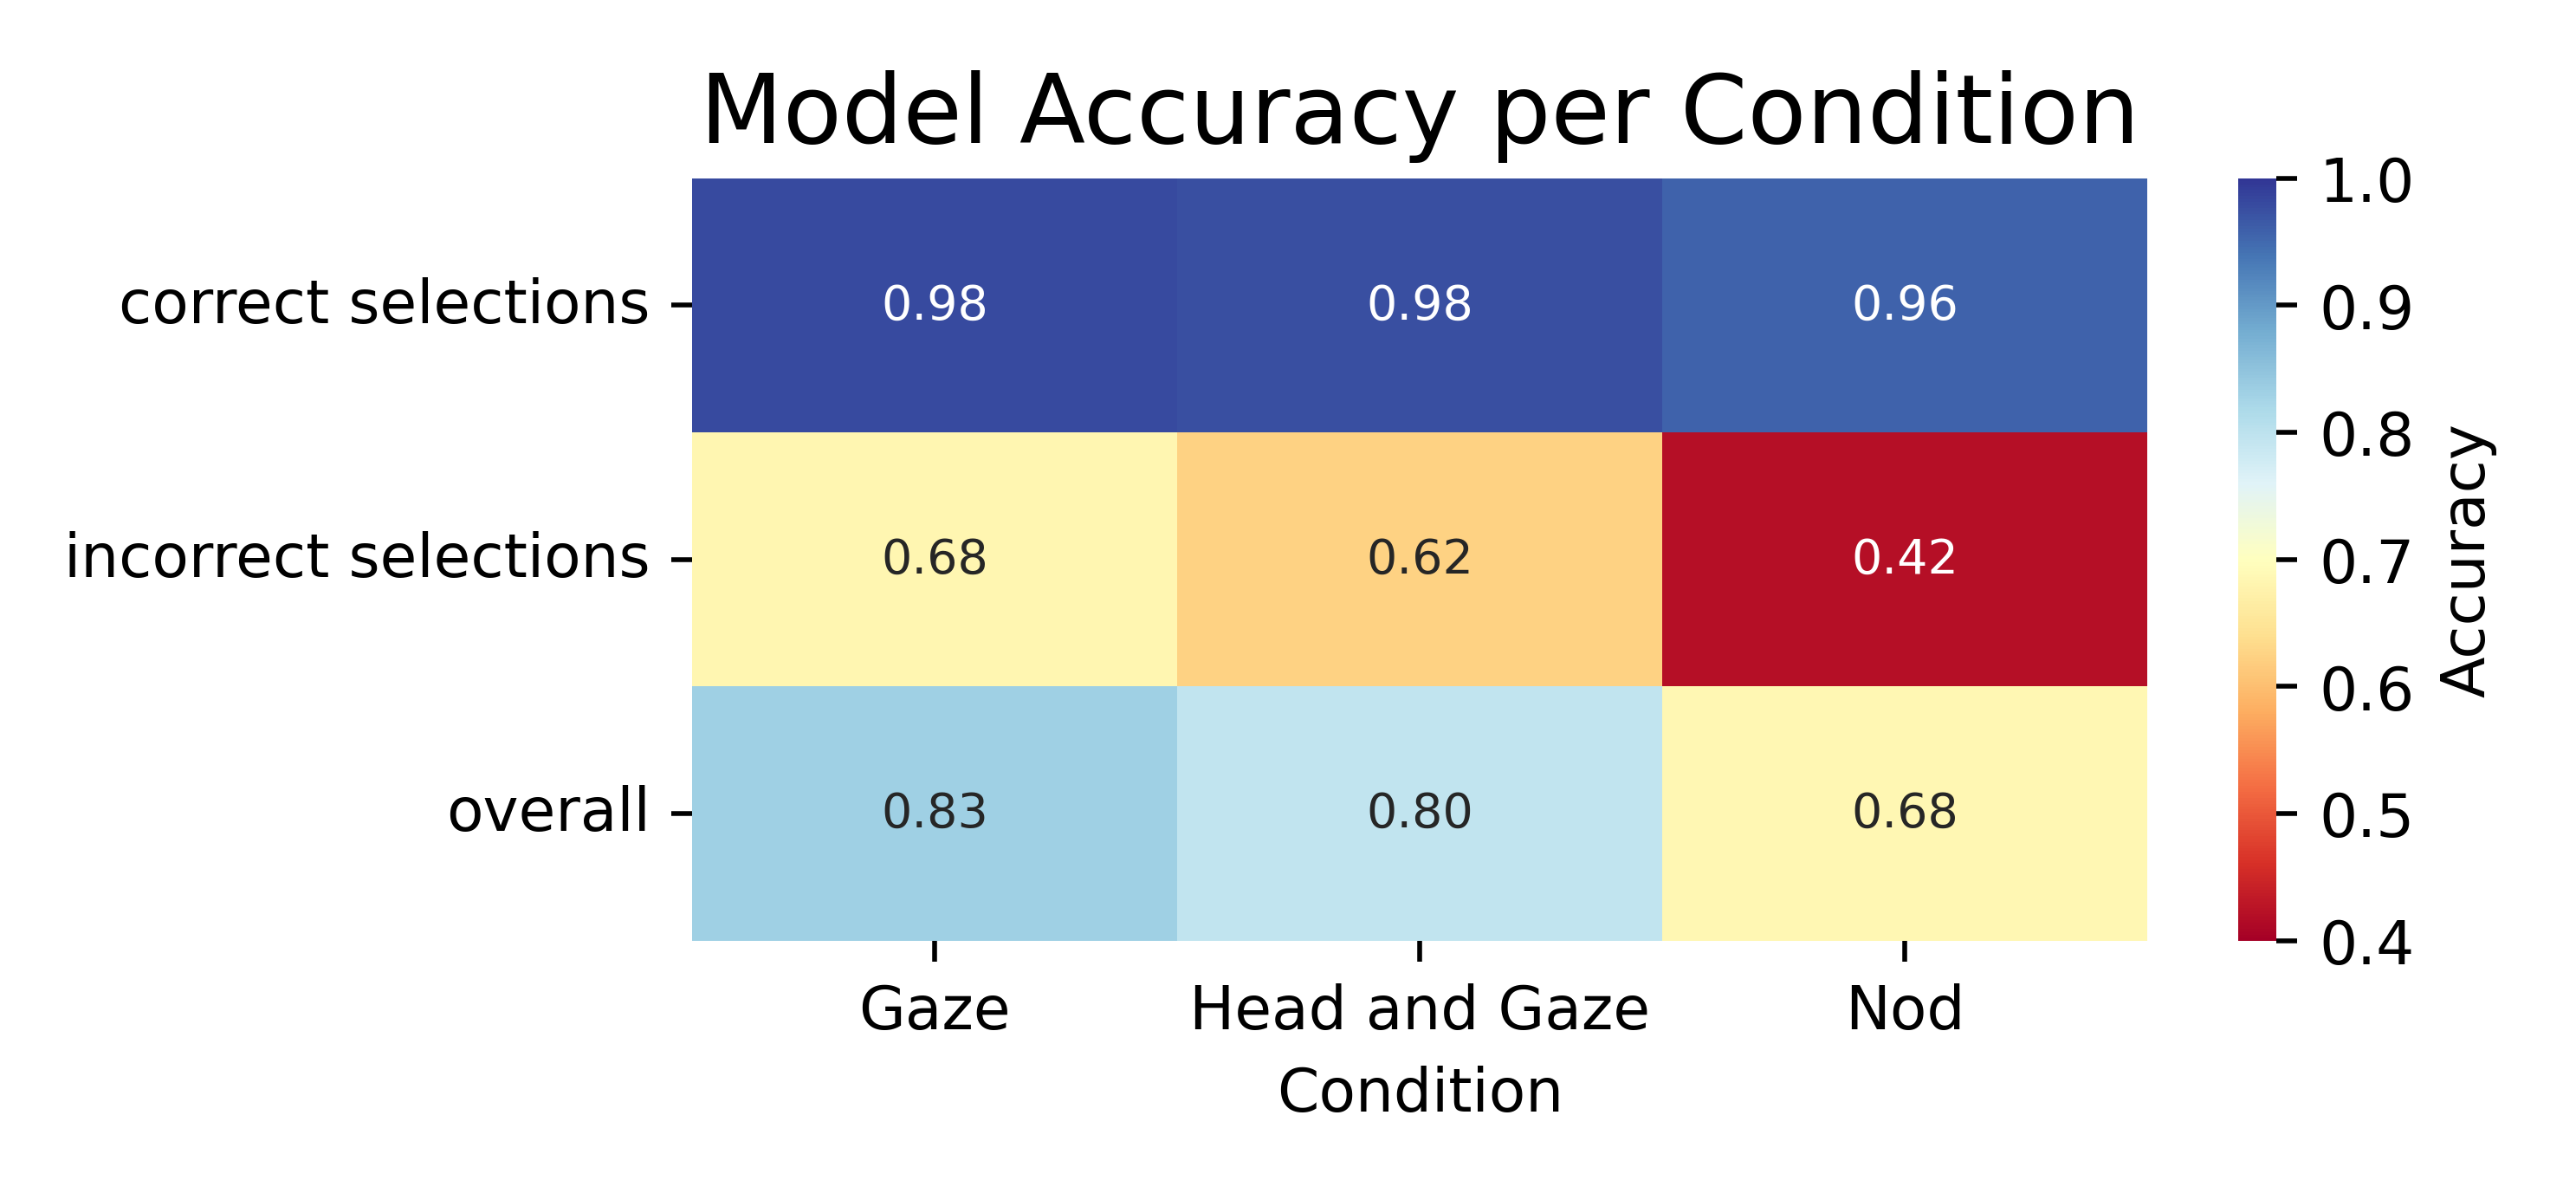 Model Accuracy per Condition
correct selections 0.98 0.98 0.96
incorrect selections 0.68 0.62 0.42
overall 0.83 0.80 0.68
Gaze Head and Gaze Nod
Condition
1.0
0.9
0.8
0.7
0.6
0.5
0.4
Accuracy